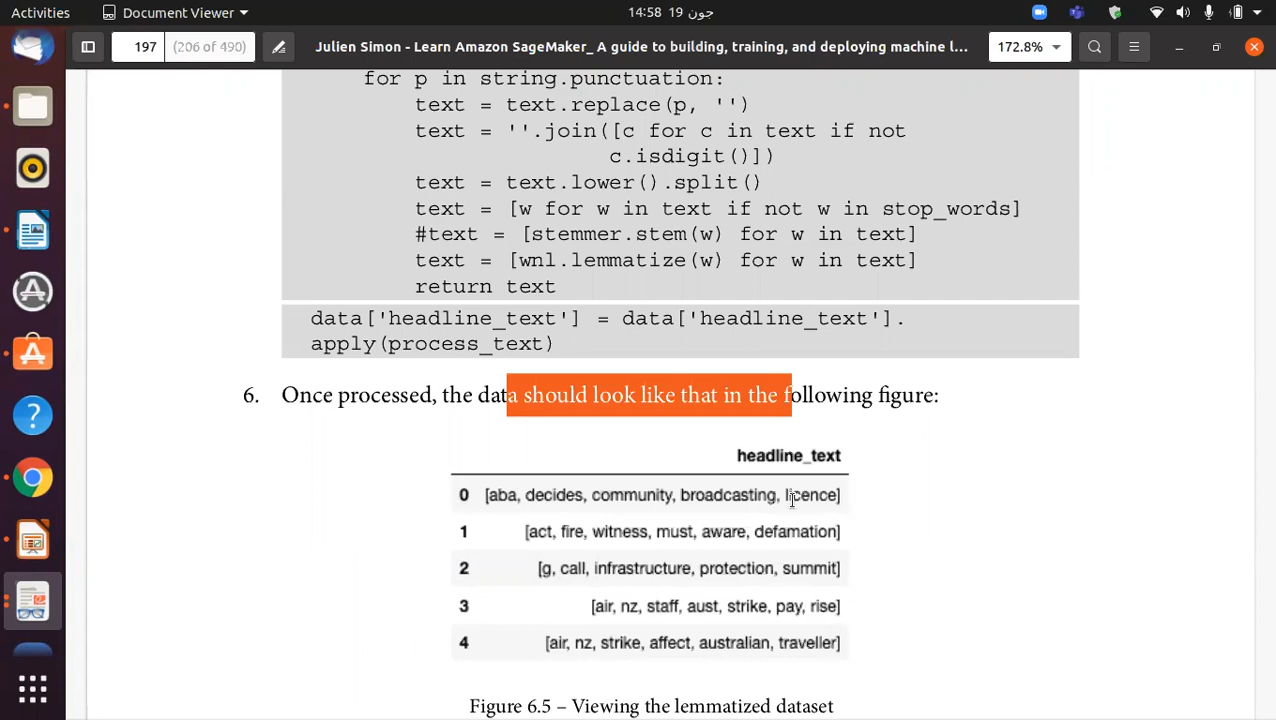 Activities
Document Viewer
14:58 19 جون
197
(206 of 490)
Julien Simon - Learn Amazon SageMaker_ A guide to building, training, and deploying machine l...
172.8%
for p in string.punctuation:
text = text.replace(p, '')
text = ''.join([c for c in text if not
c.isdigit()])
text = text.lower().split()
text = [w for w in text if not w in stop_words]
#text = [stemmer.stem(w) for w in text]
text = [wnl.lemmatize(w) for w in text]
return text
data['headline_text'] = data['headline_text'].
apply(process_text)
6. Once processed, the data should look like that in the following figure:
headline_text
0 [aba, decides, community, broadcasting, licence]
1 [act, fire, witness, must, aware, defamation]
2 [g, call, infrastructure, protection, summit]
3 [air, nz, staff, aust, strike, pay, rise]
4 [air, nz, strike, affect, australian, traveller]
Figure 6.5 – Viewing the lemmatized dataset